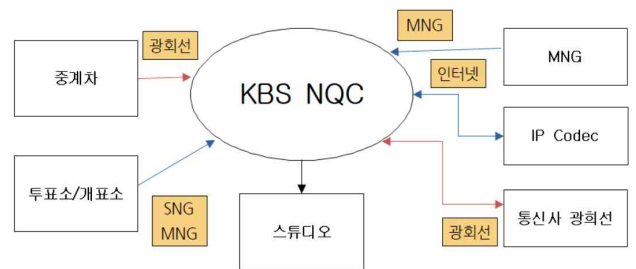 MNG
광회선
중계차
KBS NQC
MNG
인터넷
IP Codec
투표소/개표소
SNG
MNG
스튜디오
광회선
통신사 광희선